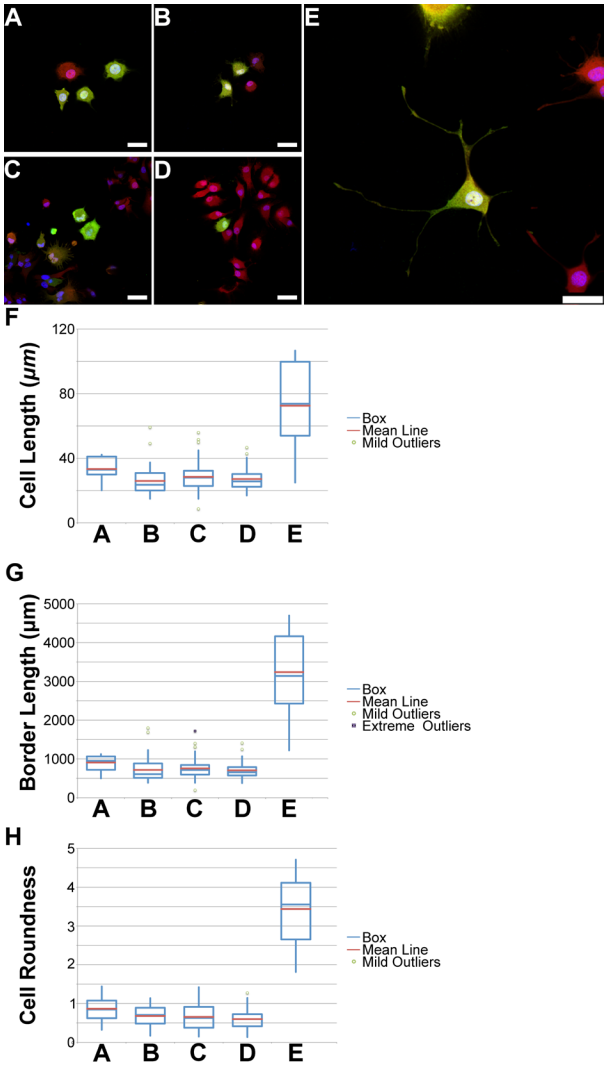 A
B
E
C
D
F
Cell Length (μm)
120
80
40
0
A B C D E
Box
Mean Line
Mild Outliers
G
Border Length (μm)
5000
4000
3000
2000
1000
0
A B C D E
Box
Mean Line
Mild Outliers
Extreme Outliers
H
Cell Roundness
5
4
3
2
1
0
A B C D E
Box
Mean Line
Mild Outliers